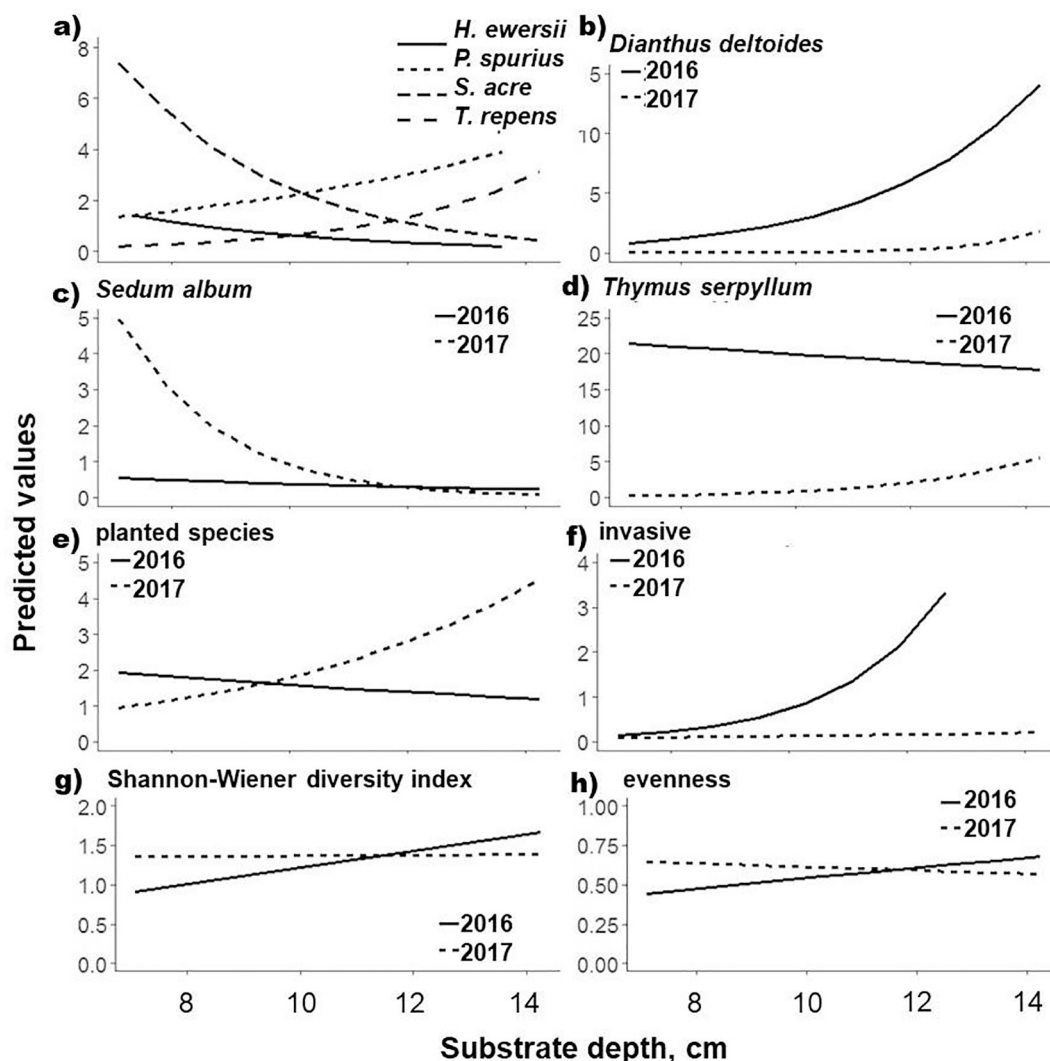 a)
H. ewersii
P. spurius
S. acre
T. repens
8
6
4
2
0
b)
Dianthus deltoides
2016
2017
5
10
5
0
c)
Sedum album
2016
2017
5
4
3
2
1
0
d)
Thymus serpyllum
2016
2017
25
20
15
10
5
0
e)
planted species
2016
2017
5
4
3
2
1
0
f)
invasive
2016
2017
4
3
2
1
0
g) Shannon-Wiener diversity index
2016
2017
2.0
1.5
1.0
0.5
0.0
h) evenness
2016
2017
1.00
0.75
0.50
0.25
0.00
8 10 12 14
8 10 12 14
Predicted values
Substrate depth, cm